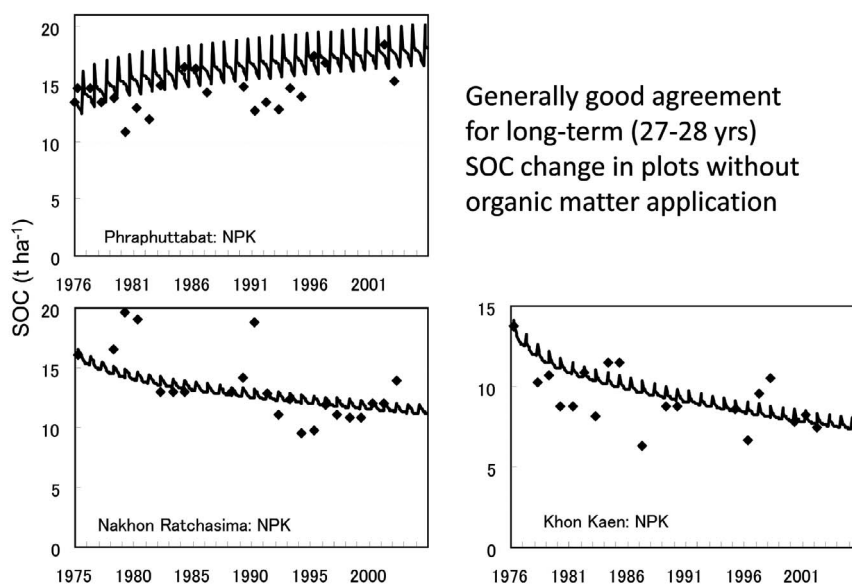 20
15
10
5
0
Phraphuttabat: NPK
1976 1981 1986 1991 1996 2001
Generally good agreement
for long-term (27-28 yrs)
SOC change in plots without
organic matter application
SOC (t ha⁻¹)
20
15
10
5
0
Nakhon Ratchasima: NPK
1975 1980 1985 1990 1995 2000
15
10
5
0
Khon Kaen: NPK
1976 1981 1986 1991 1996 2001